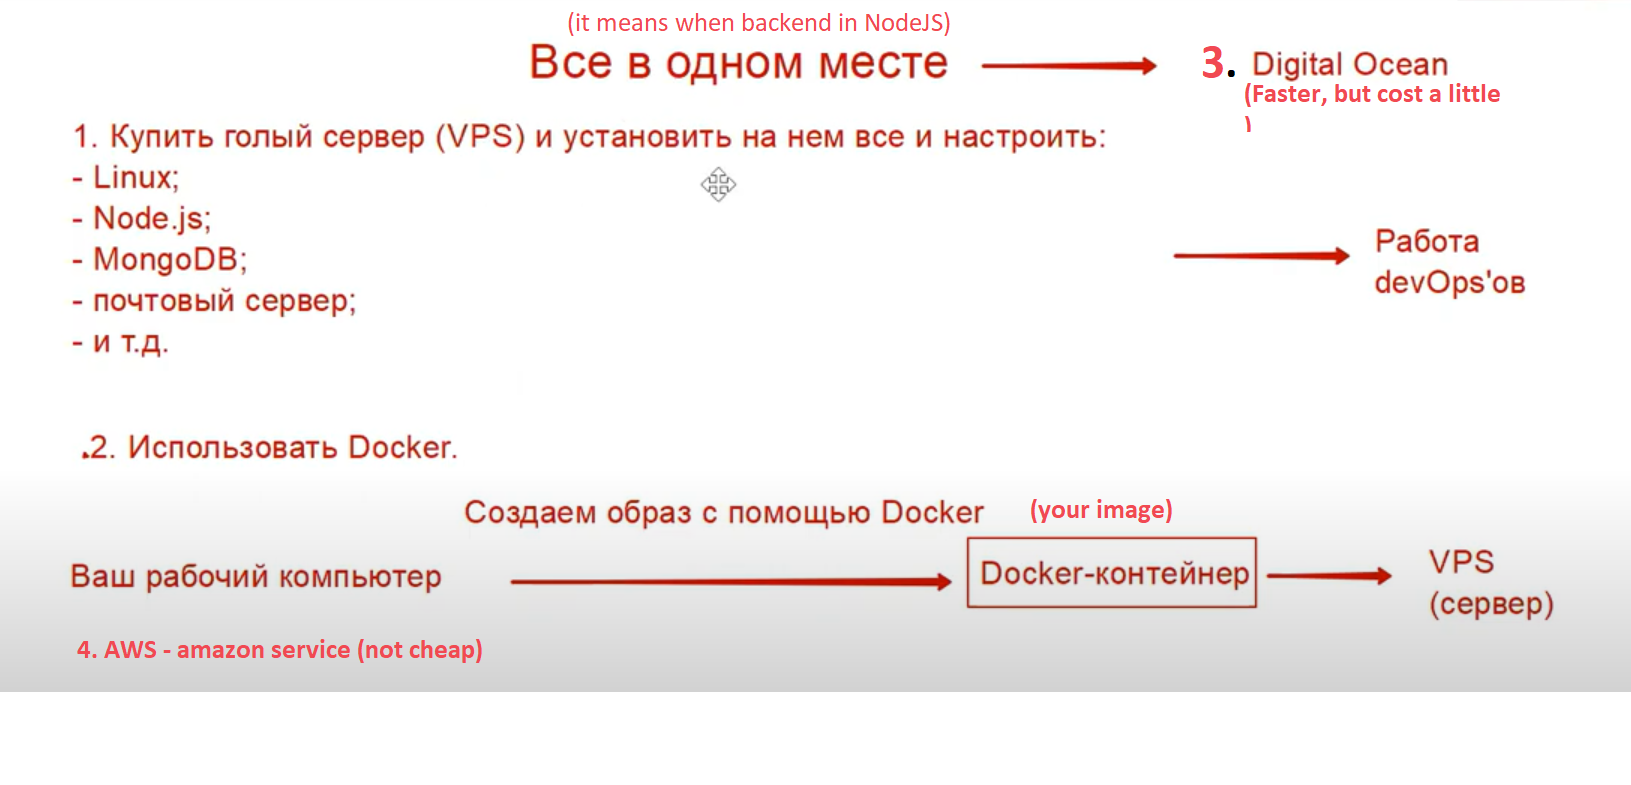 (it means when backend in NodeJS)
Все в одном месте
3. Digital Ocean
(Faster, but cost a little
)
1. Купить голый сервер (VPS) и установить на нем все и настроить:
- Linux;
- Node.js;
- MongoDB;
- почтовый сервер;
- и т.д.
Работа
devOps'ов
.2. Использовать Docker.
Создаем образ с помощью Docker
(your image)
Ваш рабочий компьютер
Docker-контейнер
VPS
(сервер)
4. AWS - amazon service (not cheap)